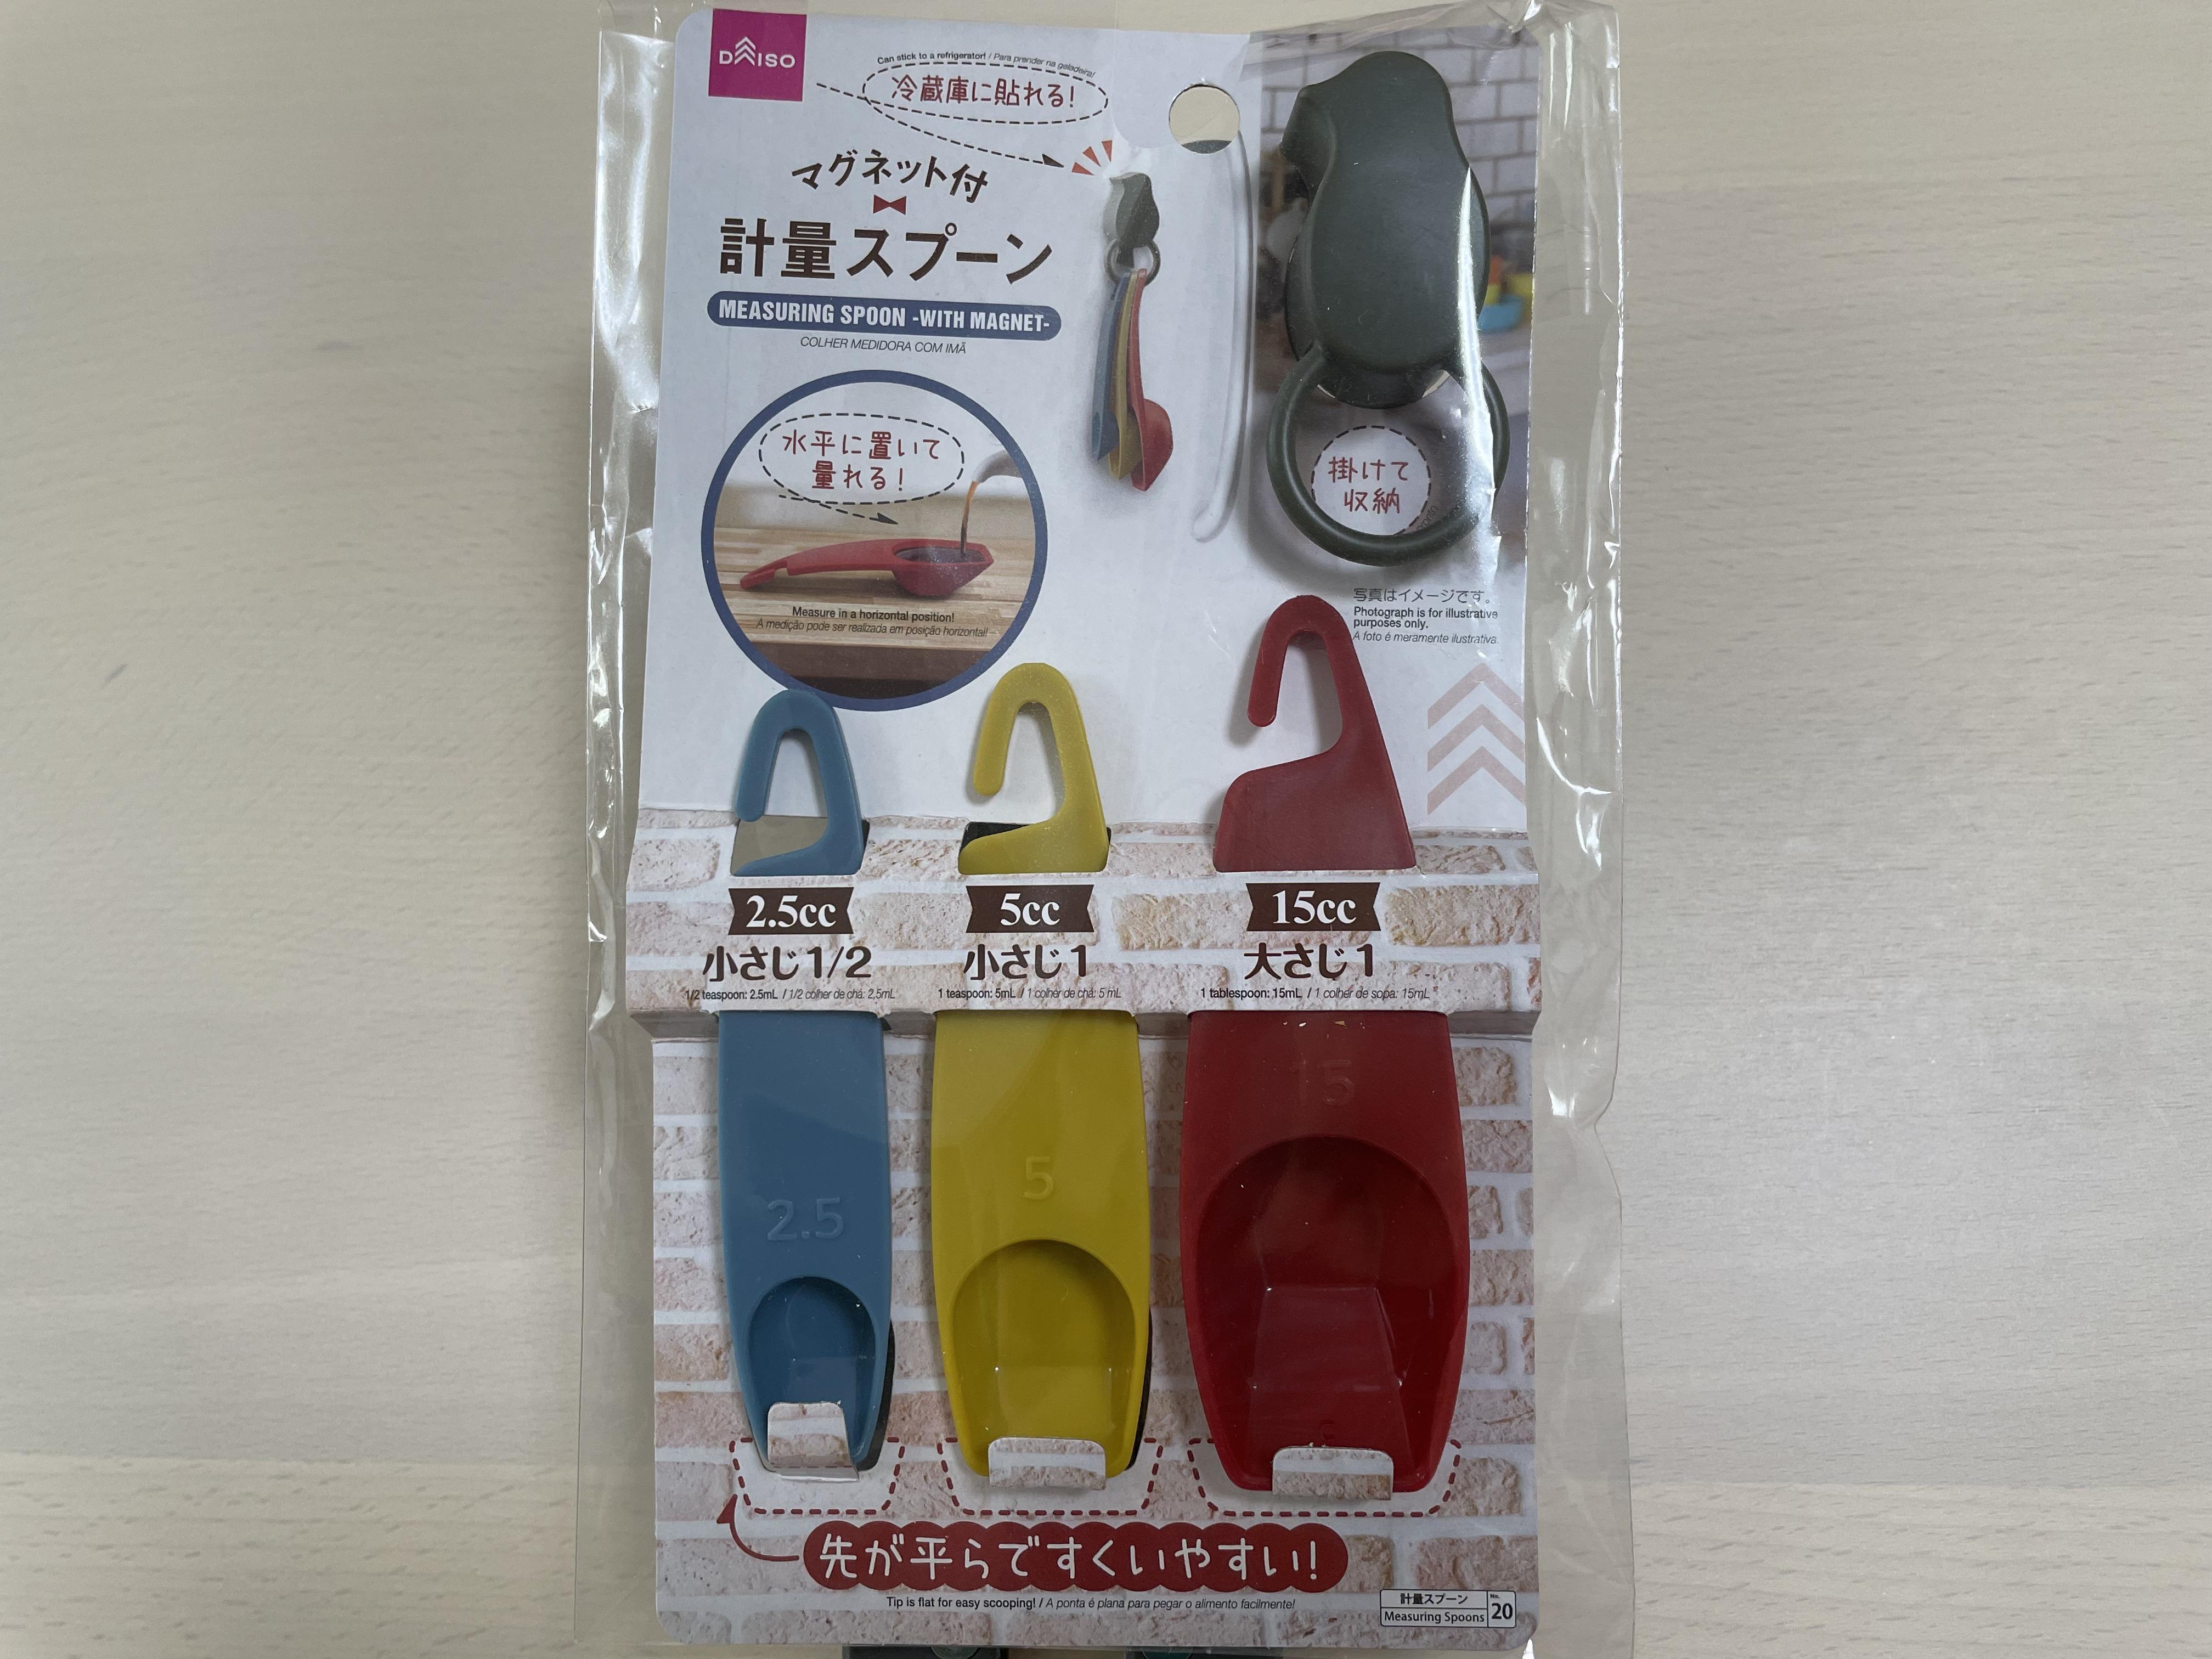 DAISO
Can stick to a refrigerator! / Para prender na geladeira!
冷蔵庫に貼れる!
マグネット付
計量スプーン
MEASURING SPOON -WITH MAGNET-
COLHER MEDIDORA COM IMÃ
水平に置いて
量れる!
Measure in a horizontal position!
A medição pode ser realizada em posição horizontal!
掛けて
収納
写真はイメージです。
Photograph is for illustrative
purposes only.
A foto é meramente ilustrativa.
2.5cc
小さじ1/2
1/2 teaspoon: 2.5mL / 1/2 colher de chá: 2,5mL
5cc
小さじ1
1 teaspoon: 5mL / 1 colher de chá: 5 mL
15cc
大さじ1
1 tablespoon: 15mL / 1 colher de sopa: 15mL
2.5
5
15
先が平らですくいやすい!
Tip is flat for easy scooping! / A ponta é plana para pegar o alimento facilmente!
計量スプーン
Measuring Spoons
No.
20